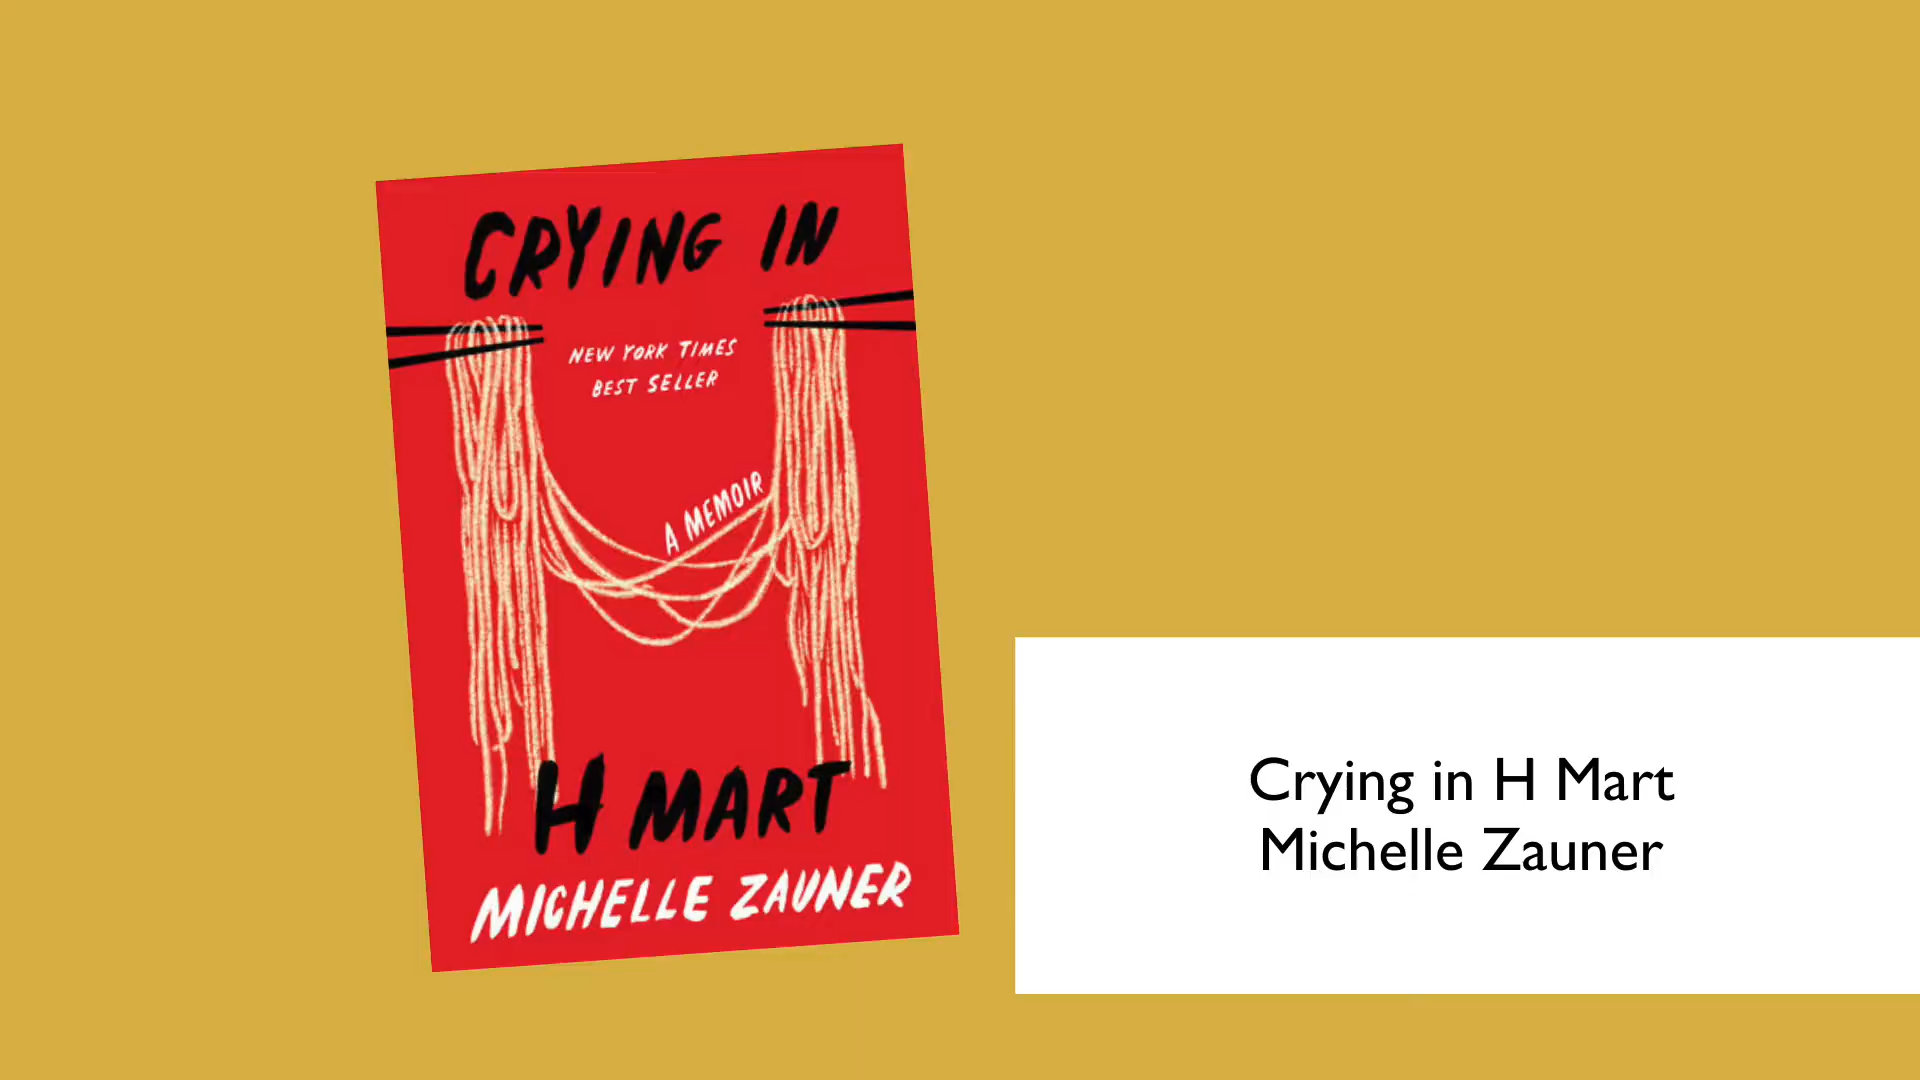 CRYING IN
NEW YORK TIMES
BEST SELLER
A MEMOIR
H MART
MICHELLE ZAUNER
Crying in H Mart
Michelle Zauner